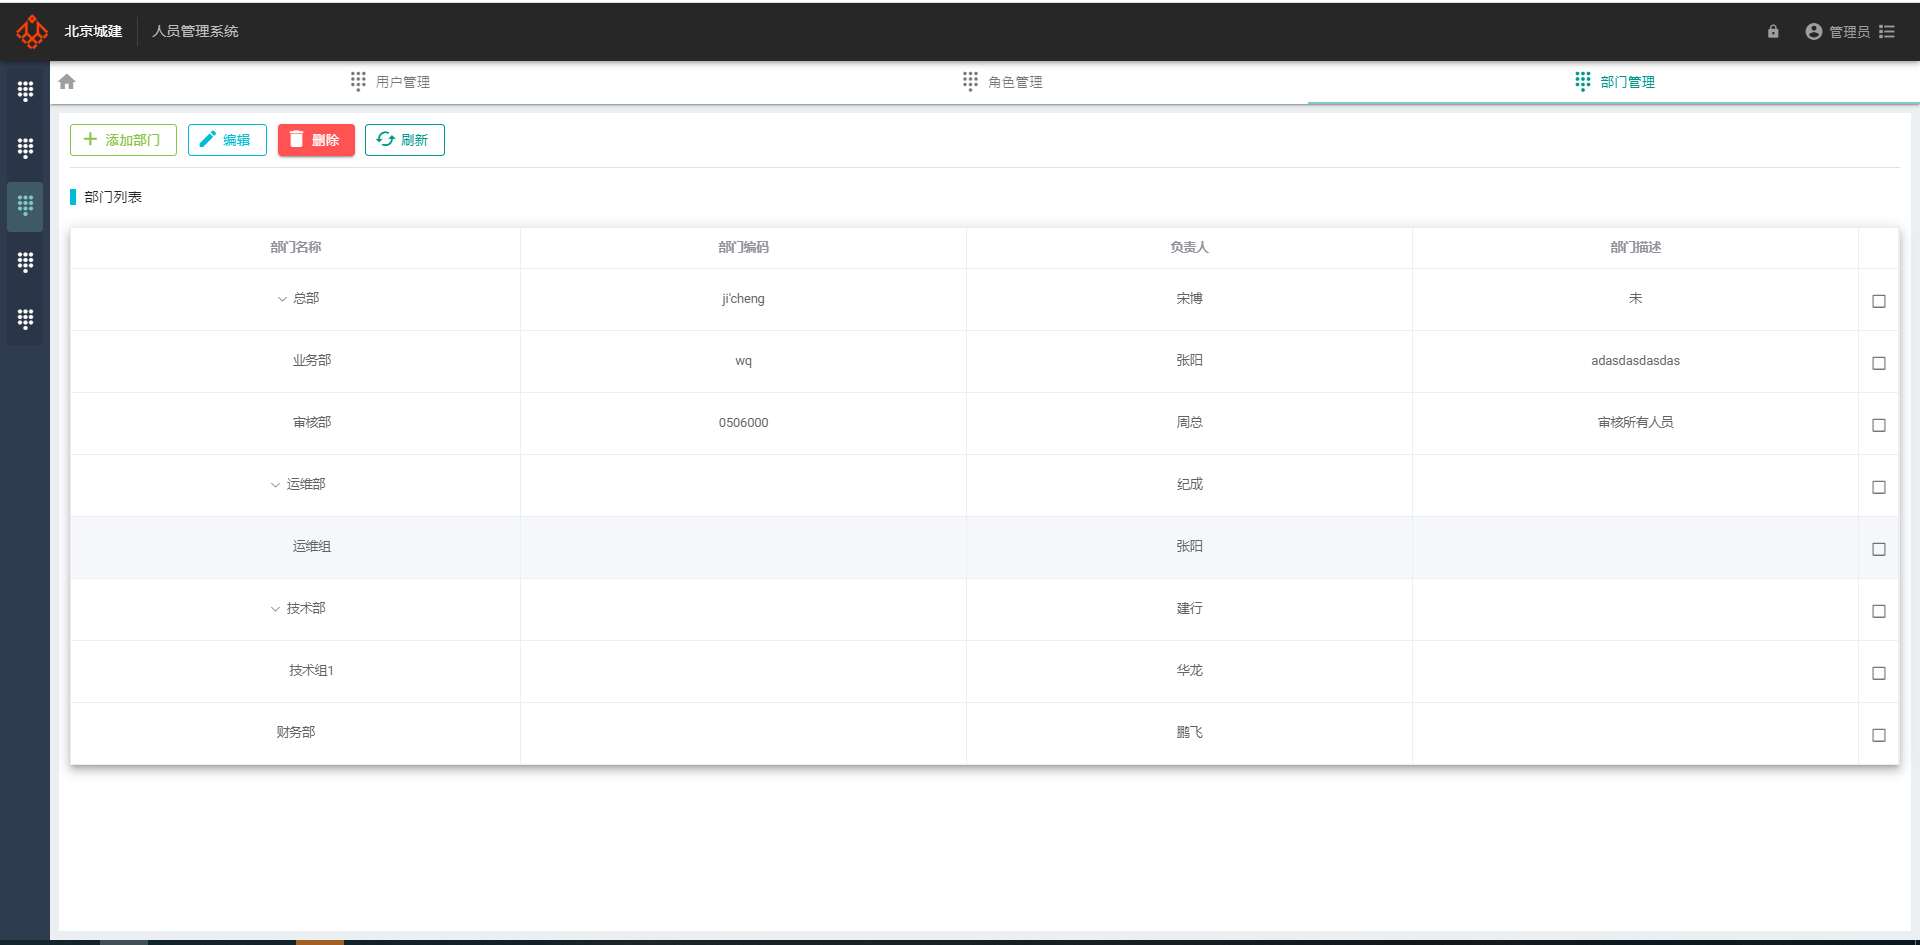 北京城建 人员管理系统 管理员
用户管理 角色管理 部门管理
添加部门 编辑 删除 刷新
部门列表
部门名称 部门编码 负责人 部门描述
总部 ji'cheng 宋博 未
业务部 wq 张阳 adasdasdasdas
审核部 0506000 周总 审核所有人员
运维部 纪成
运维组 张阳
技术部 建行
技术组1 华龙
财务部 鹏飞